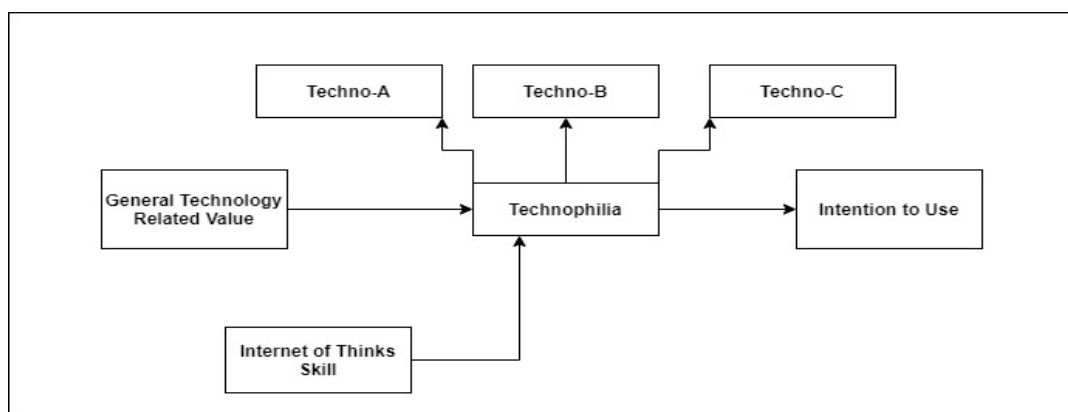 Techno-A
Techno-B
Techno-C
General Technology
Related Value
Technophilia
Intention to Use
Internet of Thinks
Skill